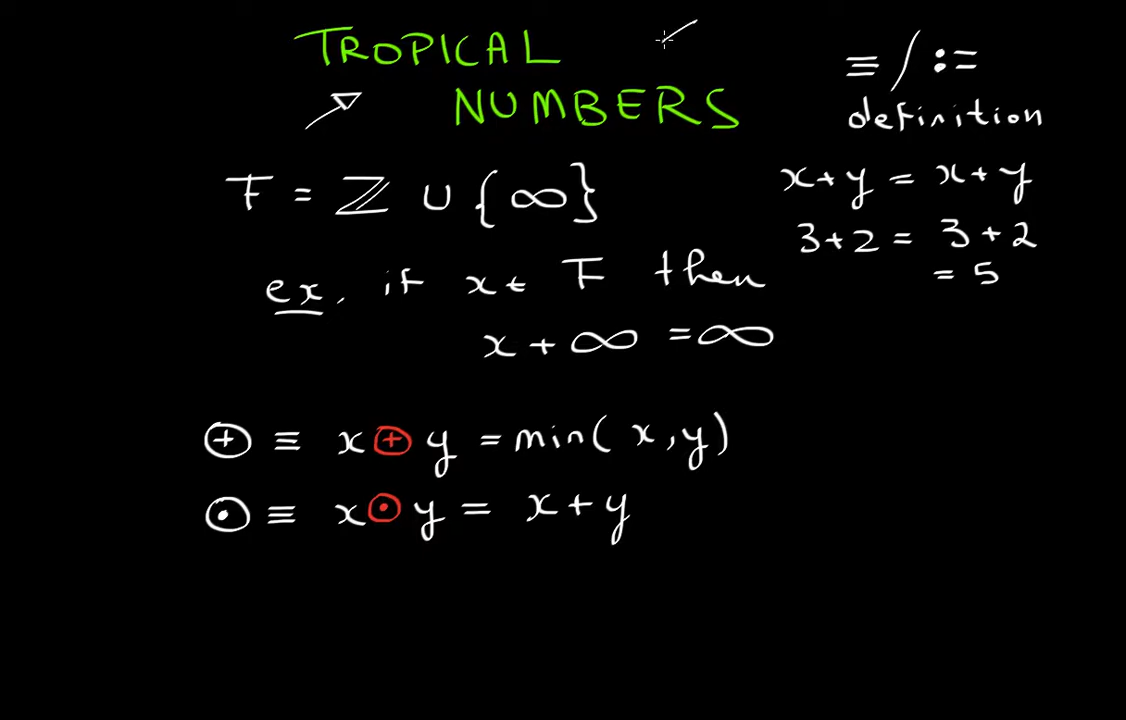 TROPICAL
NUMBERS
≡ / :=
definition
F = ℤ ∪ {∞}
x+y = x+y
3+2 = 3+2
= 5
ex. if x ∈ F then
x + ∞ = ∞
⊕ ≡ x ⊕ y = min( x,y)
⊙ ≡ x ⊙ y = x+y